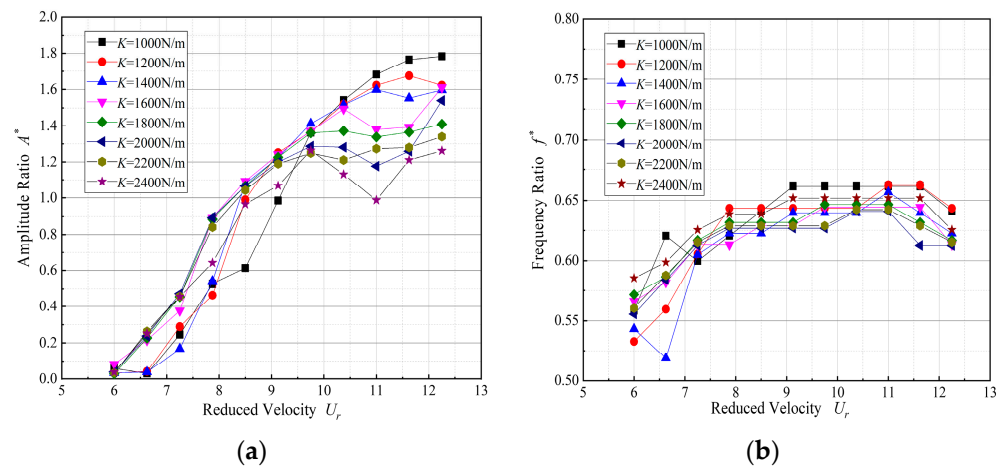 (a)
2.0
1.8
1.6
1.4
1.2
1.0
0.8
0.6
0.4
0.2
0.0
Amplitude Ratio A*
K=1000N/m
K=1200N/m
K=1400N/m
K=1600N/m
K=1800N/m
K=2000N/m
K=2200N/m
K=2400N/m
5 6 7 8 9 10 11 12 13
Reduced Velocity Ur
(a)
(b)
0.80
0.75
0.70
0.65
0.60
0.55
0.50
Frequency Ratio f*
K=1000N/m
K=1200N/m
K=1400N/m
K=1600N/m
K=1800N/m
K=2000N/m
K=2200N/m
K=2400N/m
5 6 7 8 9 10 11 12 13
Reduced Velocity Ur
(b)